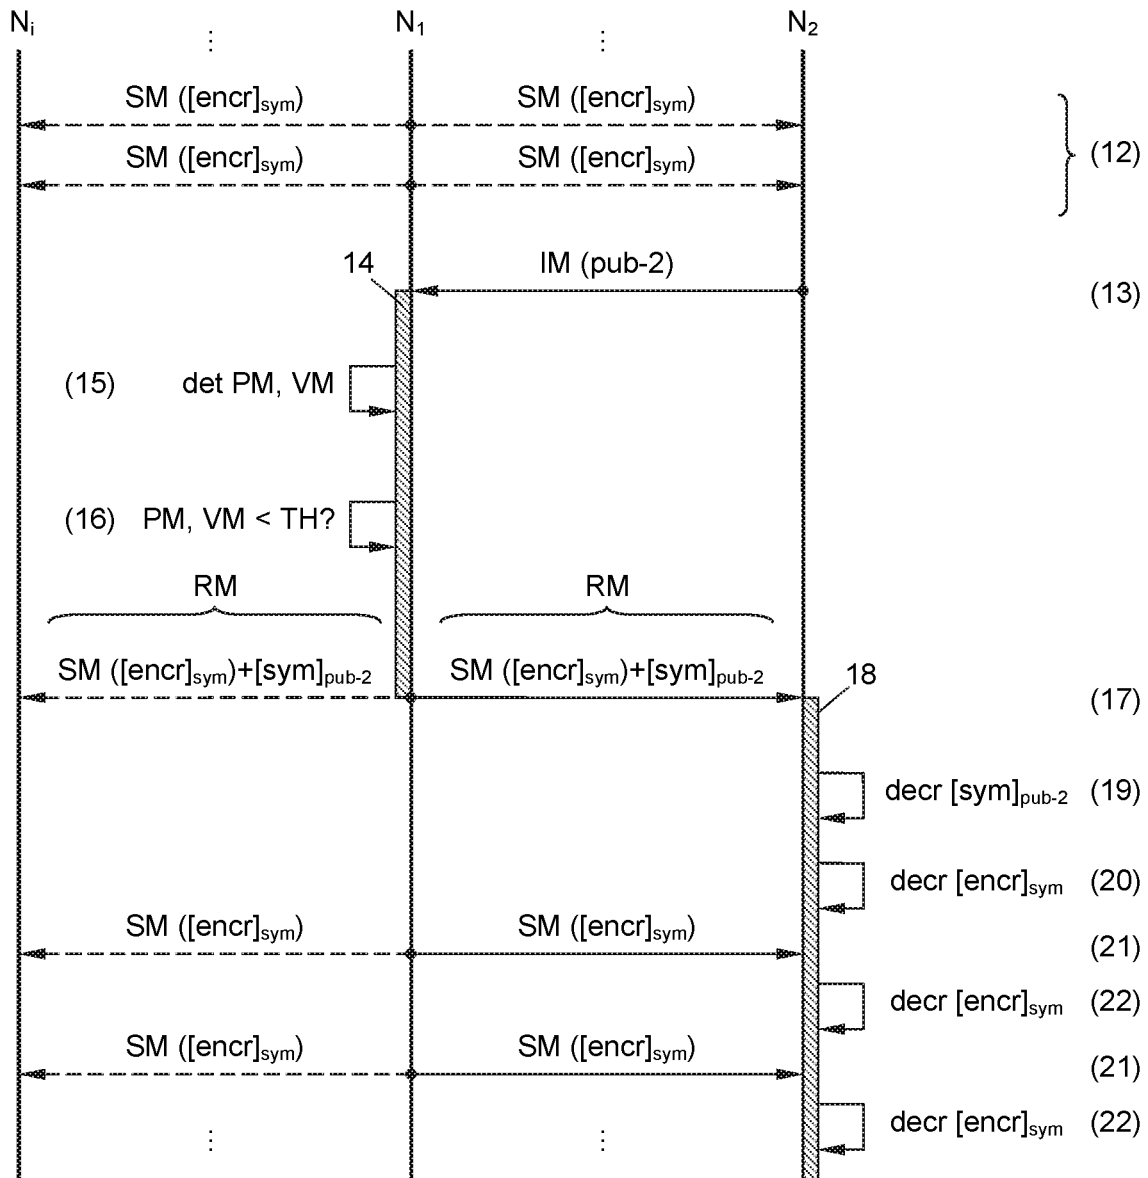 Nᵢ N₁ N₂
⋮ ⋮
SM ([encr]sym) SM ([encr]sym)
SM ([encr]sym) SM ([encr]sym) (12)
14 IM (pub-2) (13)
(15) det PM, VM
(16) PM, VM < TH?
RM RM
SM ([encr]sym)+[sym]pub-2 SM ([encr]sym)+[sym]pub-2 18 (17)
decr [sym]pub-2 (19)
decr [encr]sym (20)
SM ([encr]sym) SM ([encr]sym) (21)
decr [encr]sym (22)
SM ([encr]sym) SM ([encr]sym) (21)
decr [encr]sym (22)
⋮ ⋮